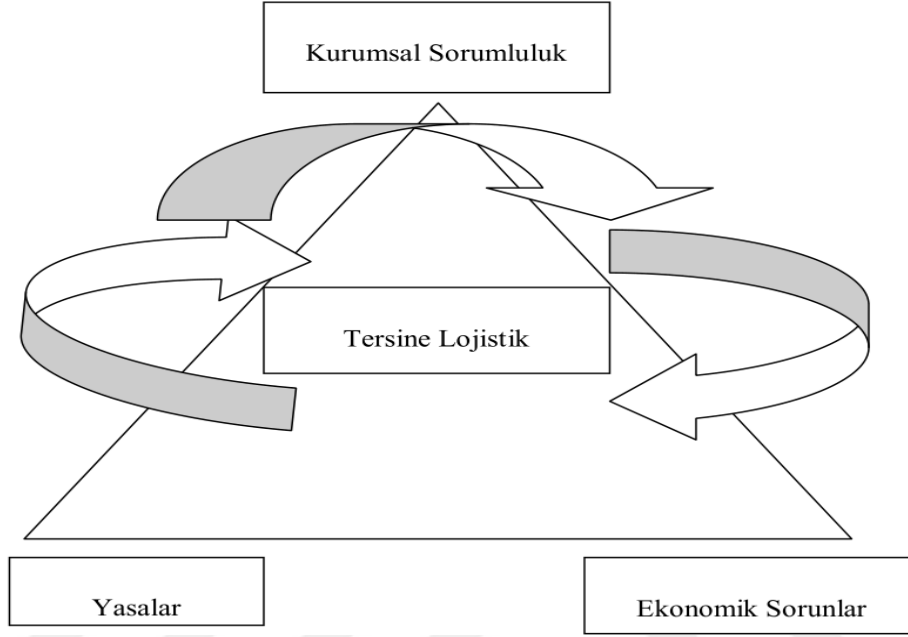 Kurumsal Sorumluluk
Tersine Lojistik
Yasalar
Ekonomik Sorunlar